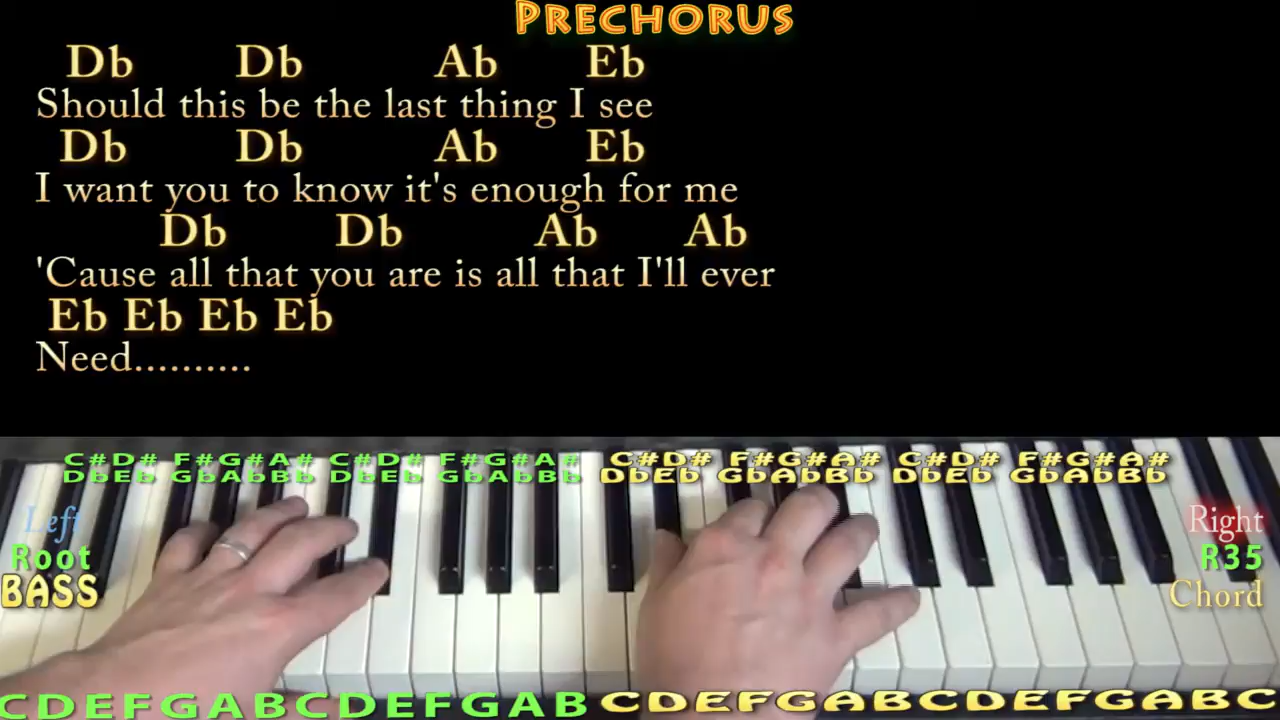 PRECHORUS
Db Db Ab Eb
Should this be the last thing I see
Db Db Ab Eb
I want you to know it's enough for me
Db Db Ab Ab
'Cause all that you are is all that I'll ever
Eb Eb Eb Eb
Need..........
C#D# F#G#A# C#D# F#G#A# C#D# F#G#A# C#D# F#G#A#
DbEb GbAbBb DbEb GbAbBb DbEb GbAbBb DbEb GbAbBb
Left
Root
BASS
Right
R35
Chord
CDEFGABCDEFGAB CDEFGABCDEFGABC